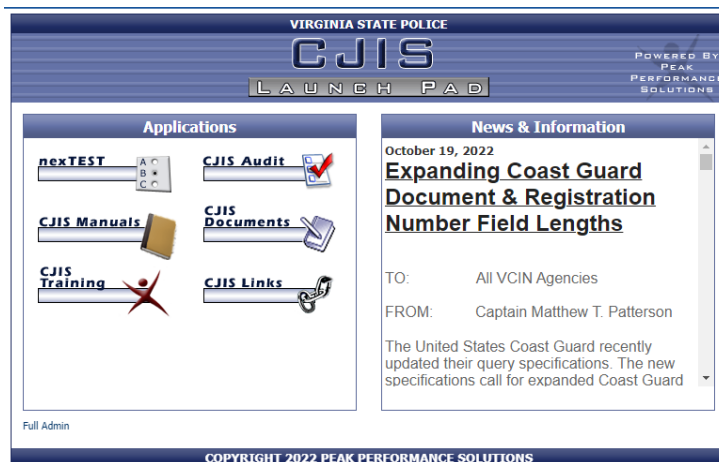 VIRGINIA STATE POLICE
CJIS
LAUNCH PAD
POWERED BY
PEAK
PERFORMANCE
SOLUTIONS
Applications
nexTEST
A
B
C
CJIS Audit
CJIS Manuals
CJIS
Documents
CJIS
Training
CJIS Links
Full Admin
News & Information
October 19, 2022
Expanding Coast Guard
Document & Registration
Number Field Lengths
TO: All VCIN Agencies
FROM: Captain Matthew T. Patterson
The United States Coast Guard recently
updated their query specifications. The new
specifications call for expanded Coast Guard
COPYRIGHT 2022 PEAK PERFORMANCE SOLUTIONS